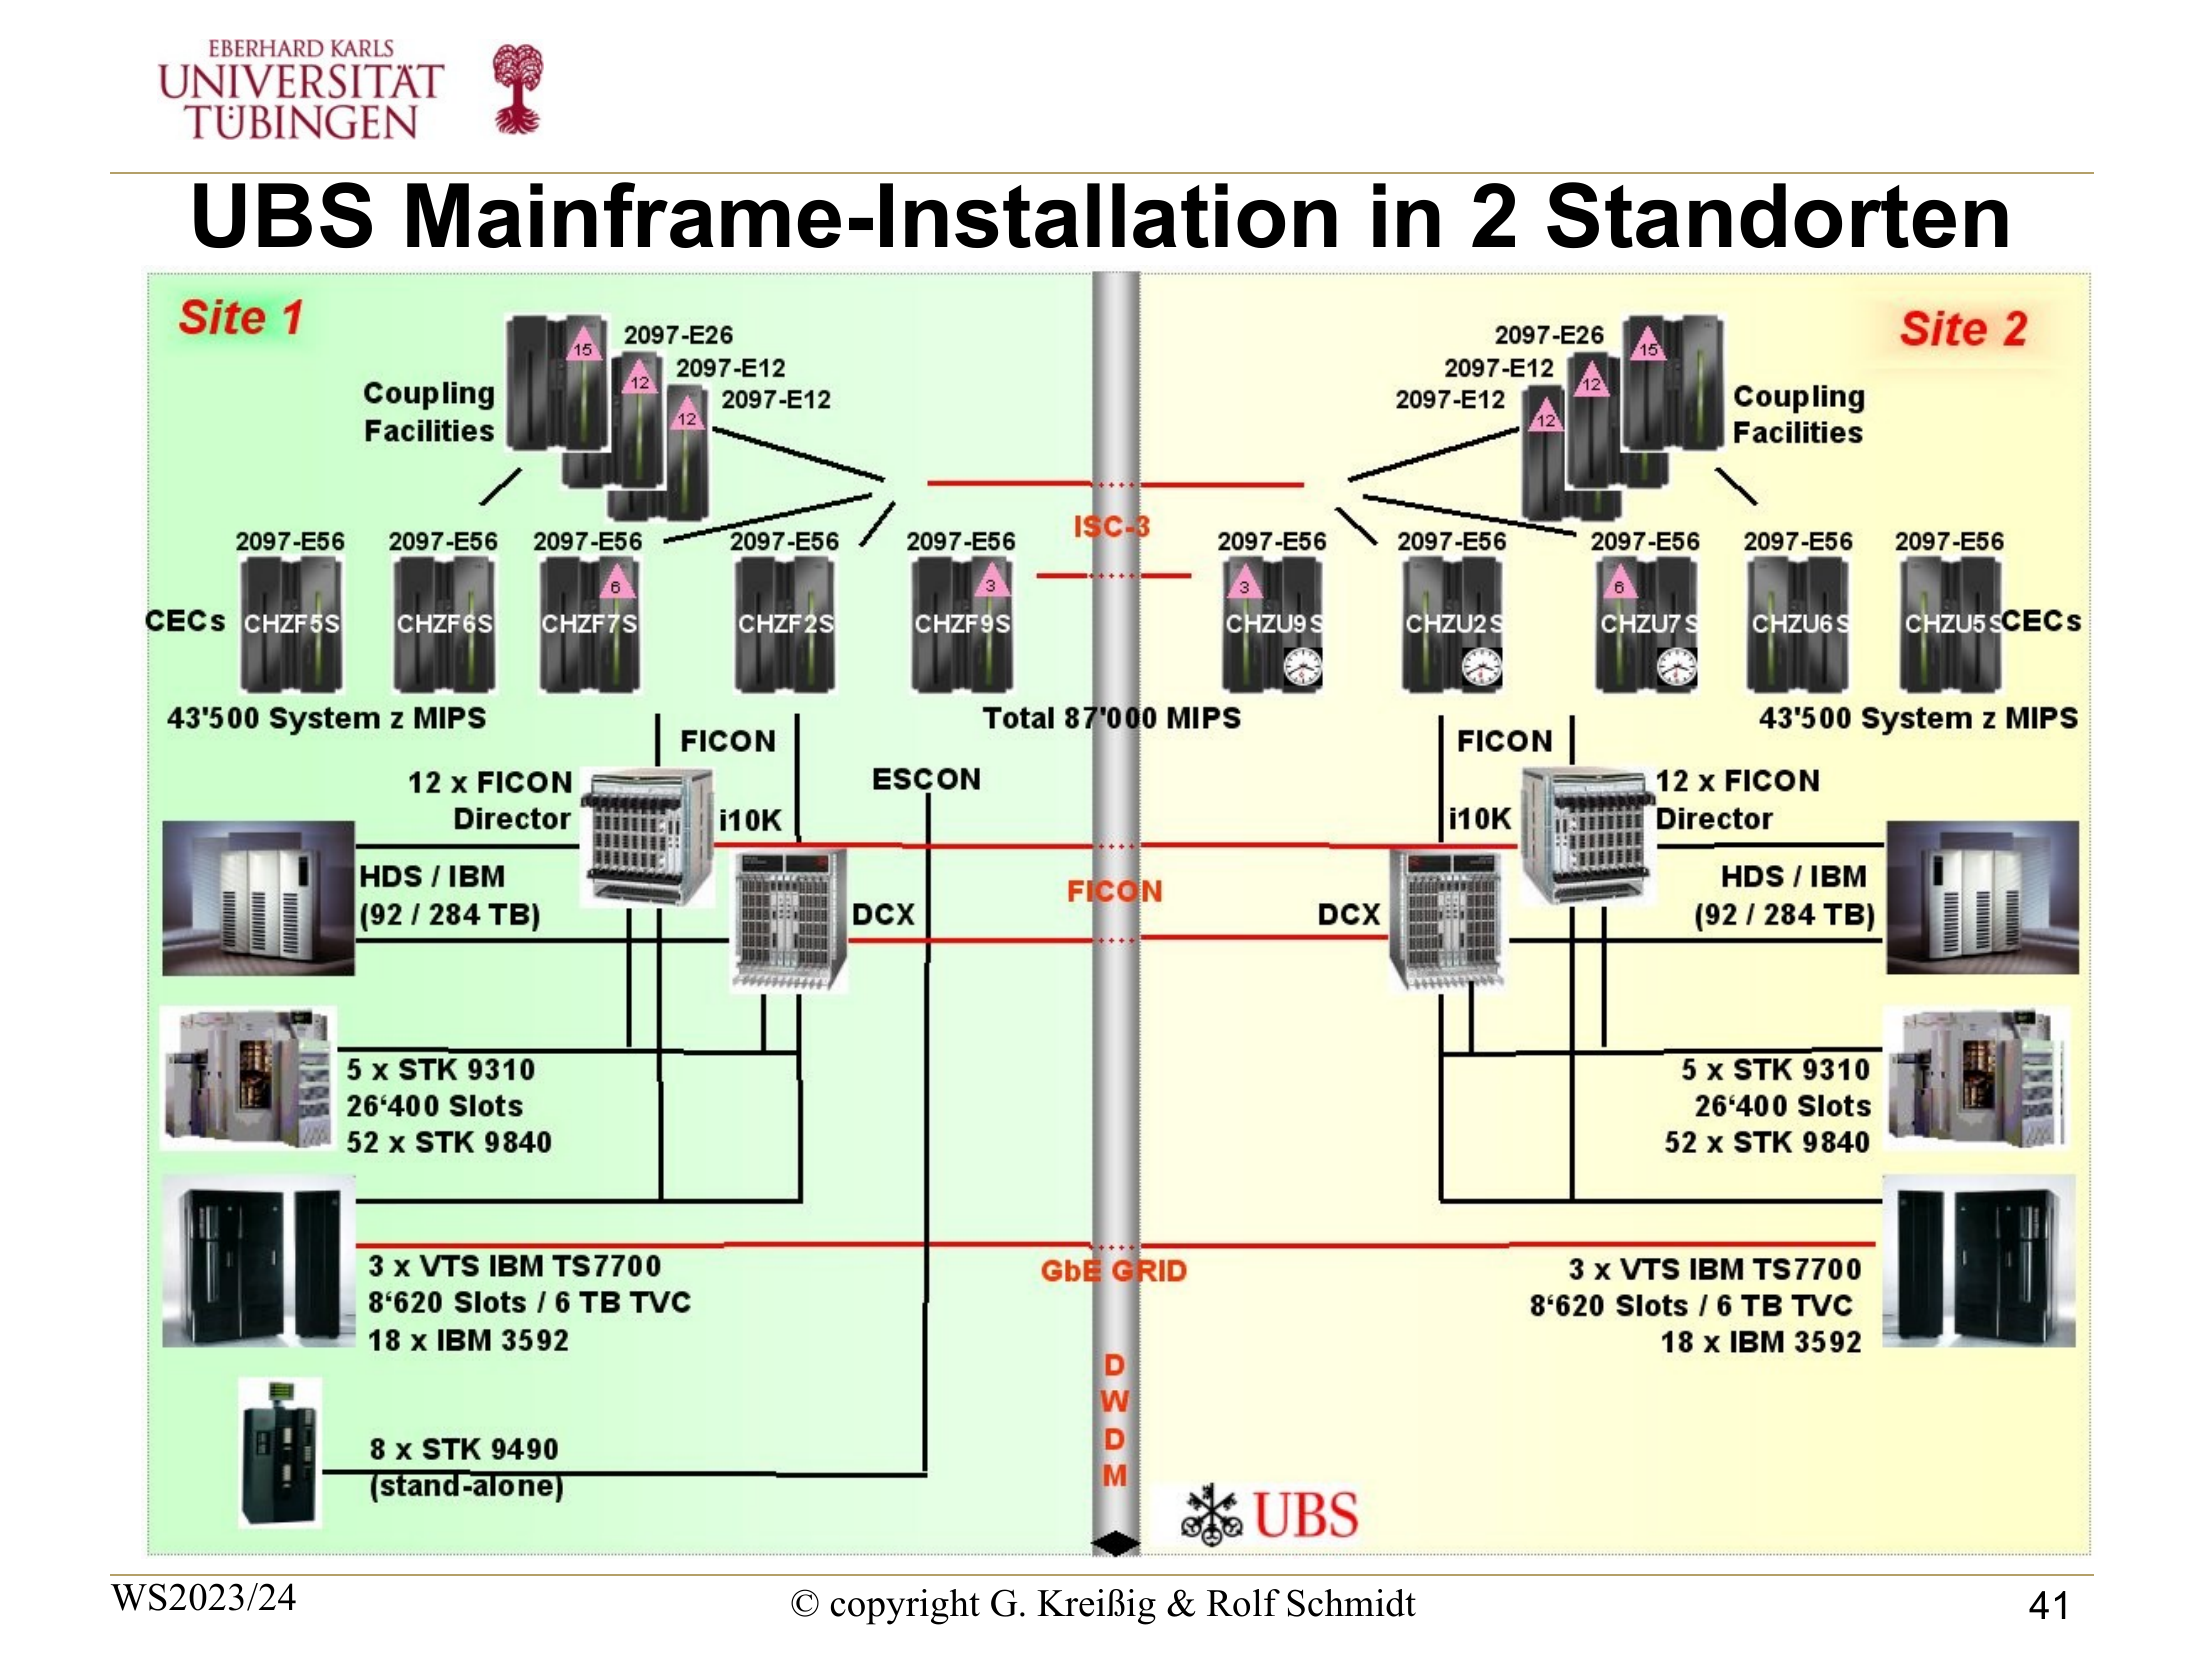 EBERHARD KARLS
UNIVERSITÄT
TÜBINGEN
UBS Mainframe-Installation in 2 Standorten
Site 1
Site 2
15
2097-E26
12
2097-E12
12
2097-E12
Coupling
Facilities
2097-E26
15
2097-E12
12
2097-E12
12
Coupling
Facilities
ISC-3
2097-E56
2097-E56
2097-E56
2097-E56
2097-E56
2097-E56
2097-E56
2097-E56
2097-E56
2097-E56
6
3
3
6
CECs
CHZF5S
CHZF6S
CHZF7S
CHZF2S
CHZF9S
CHZU9S
CHZU2S
CHZU7S
CHZU6S
CHZU5S
CECs
43'500 System z MIPS
Total 87'000 MIPS
43'500 System z MIPS
FICON
FICON
12 x FICON
Director
ESCON
i10K
i10K
12 x FICON
Director
HDS / IBM
(92 / 284 TB)
DCX
FICON
DCX
HDS / IBM
(92 / 284 TB)
5 x STK 9310
26‘400 Slots
52 x STK 9840
5 x STK 9310
26‘400 Slots
52 x STK 9840
GbE GRID
3 x VTS IBM TS7700
8‘620 Slots / 6 TB TVC
18 x IBM 3592
3 x VTS IBM TS7700
8‘620 Slots / 6 TB TVC
18 x IBM 3592
D
W
D
M
8 x STK 9490
(stand-alone)
UBS
WS2023/24
© copyright G. Kreißig & Rolf Schmidt
41